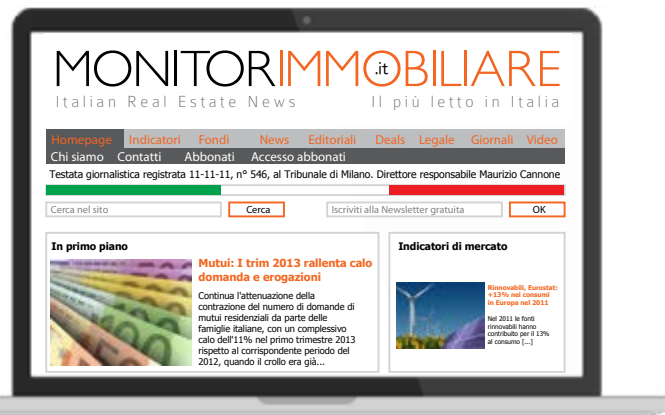 MONITORIMMOBILIARE
.it
Italian Real Estate News Il più letto in Italia
Homepage Indicatori Fondi News Editoriali Deals Legale Giornali Video
Chi siamo Contatti Abbonati Accesso abbonati
Testata giornalistica registrata 11-11-11, n° 546, al Tribunale di Milano. Direttore responsabile Maurizio Cannone
Cerca nel sito Cerca Iscriviti alla Newsletter gratuita OK
In primo piano
Mutui: I trim 2013 rallenta calo
domanda e erogazioni
Continua l'attenuazione della
contrazione del numero di domande di
mutui residenziali da parte delle
famiglie italiane, con un complessivo
calo dell'11% nel primo trimestre 2013
rispetto al corrispondente periodo del
2012, quando il crollo era già...
Indicatori di mercato
Rinnovabili, Eurostat:
+13% nei consumi
in Europa nel 2011
Nel 2011 le fonti
rinnovabili hanno
contribuito per il 13%
al consumo [...]